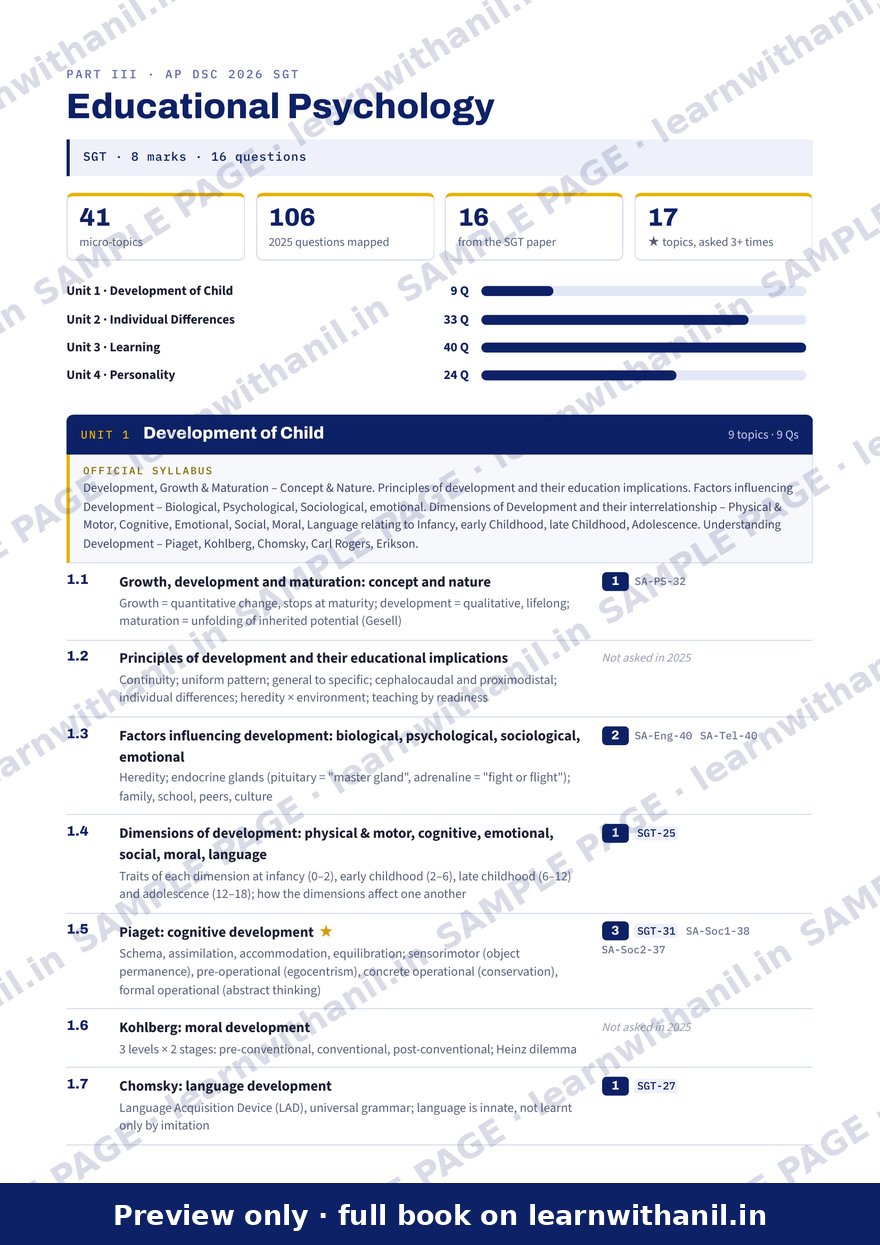 PART III · AP DSC 2026 SGT
Educational Psychology
SGT · 8 marks · 16 questions
41
micro-topics
106
2025 questions mapped
16
from the SGT paper
17
★ topics, asked 3+ times
Unit 1 · Development of Child 9 Q
Unit 2 · Individual Differences 33 Q
Unit 3 · Learning 40 Q
Unit 4 · Personality 24 Q
UNIT 1 Development of Child 9 topics · 9 Qs
OFFICIAL SYLLABUS
Development, Growth & Maturation – Concept & Nature. Principles of development and their education implications. Factors influencing
Development – Biological, Psychological, Sociological, emotional. Dimensions of Development and their interrelationship – Physical &
Motor, Cognitive, Emotional, Social, Moral, Language relating to Infancy, early Childhood, late Childhood, Adolescence. Understanding
Development – Piaget, Kohlberg, Chomsky, Carl Rogers, Erikson.
1.1 Growth, development and maturation: concept and nature 1 SA-PS-32
Growth = quantitative change, stops at maturity; development = qualitative, lifelong;
maturation = unfolding of inherited potential (Gesell)
1.2 Principles of development and their educational implications Not asked in 2025
Continuity; uniform pattern; general to specific; cephalocaudal and proximodistal;
individual differences; heredity × environment; teaching by readiness
1.3 Factors influencing development: biological, psychological, sociological, 2 SA-Eng-40 SA-Tel-40
emotional
Heredity; endocrine glands (pituitary = "master gland", adrenaline = "fight or flight");
family, school, peers, culture
1.4 Dimensions of development: physical & motor, cognitive, emotional, 1 SGT-25
social, moral, language
Traits of each dimension at infancy (0–2), early childhood (2–6), late childhood (6–12)
and adolescence (12–18); how the dimensions affect one another
1.5 Piaget: cognitive development ★ 3 SGT-31 SA-Soc1-38
SA-Soc2-37
Schema, assimilation, accommodation, equilibration; sensorimotor (object
permanence), pre-operational (egocentrism), concrete operational (conservation),
formal operational (abstract thinking)
1.6 Kohlberg: moral development Not asked in 2025
3 levels × 2 stages: pre-conventional, conventional, post-conventional; Heinz dilemma
1.7 Chomsky: language development 1 SGT-27
Language Acquisition Device (LAD), universal grammar; language is innate, not learnt
only by imitation
SAMPLE PAGE · learnwithanil.in
Preview only · full book on learnwithanil.in